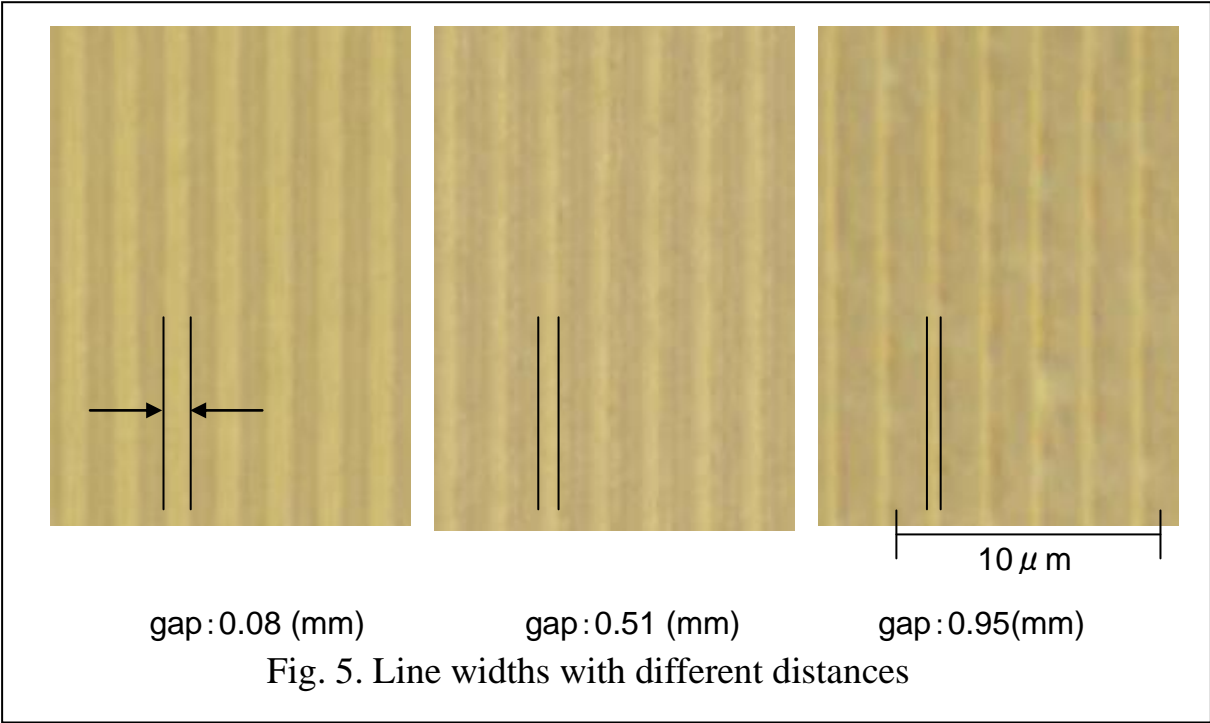 10 μ m
gap:0.08 (mm) gap:0.51 (mm) gap:0.95(mm)
Fig. 5. Line widths with different distances